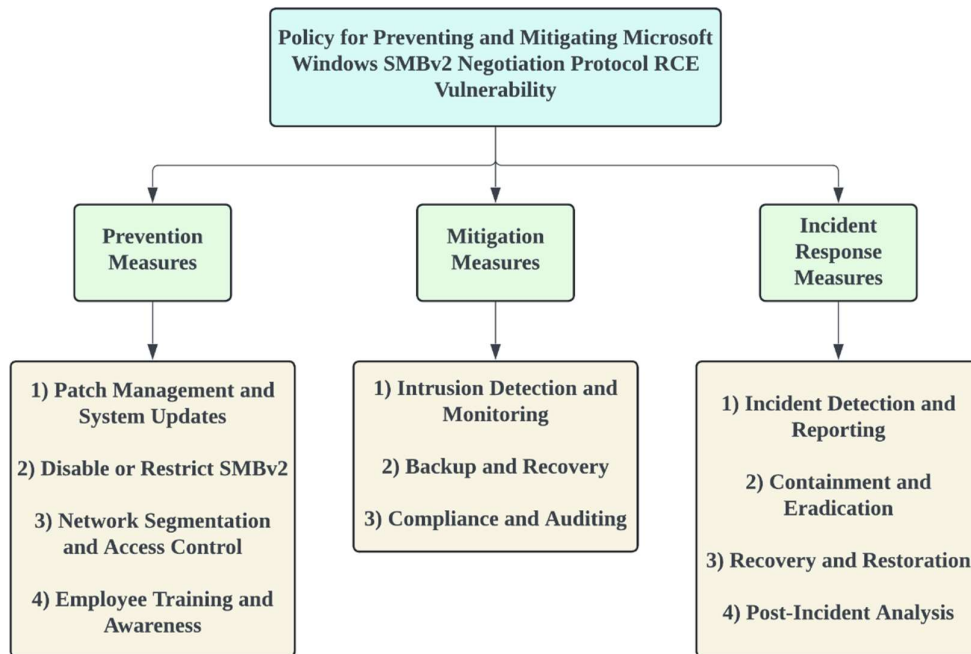 Policy for Preventing and Mitigating Microsoft
Windows SMBv2 Negotiation Protocol RCE
Vulnerability
Prevention
Measures
Mitigation
Measures
Incident
Response
Measures
1) Patch Management and
System Updates
2) Disable or Restrict SMBv2
3) Network Segmentation
and Access Control
4) Employee Training and
Awareness
1) Intrusion Detection and
Monitoring
2) Backup and Recovery
3) Compliance and Auditing
1) Incident Detection and
Reporting
2) Containment and
Eradication
3) Recovery and Restoration
4) Post-Incident Analysis